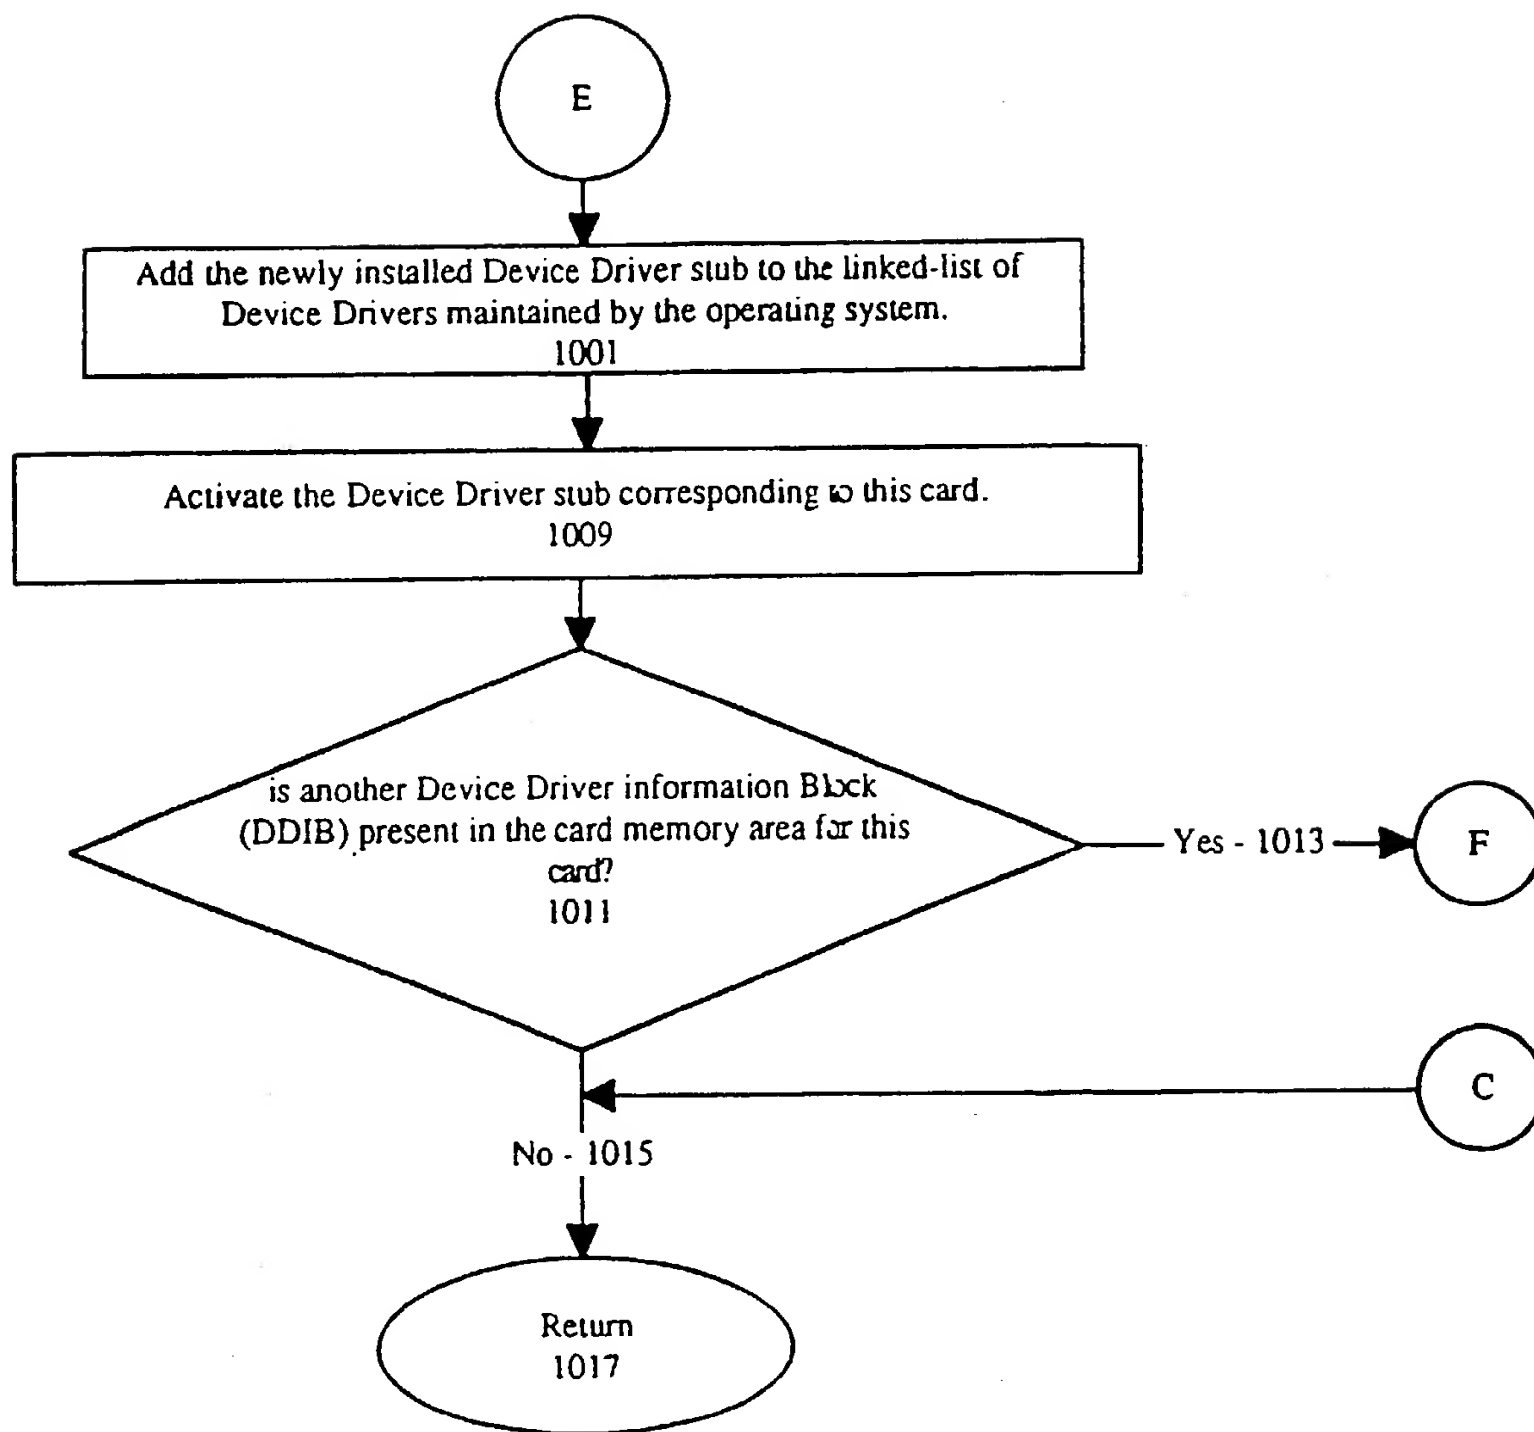 E
Add the newly installed Device Driver stub to the linked-list of
Device Drivers maintained by the operating system.
1001
Activate the Device Driver stub corresponding to this card.
1009
is another Device Driver information Block
(DDIB) present in the card memory area for this
card?
1011
Yes - 1013
F
C
No - 1015
Return
1017